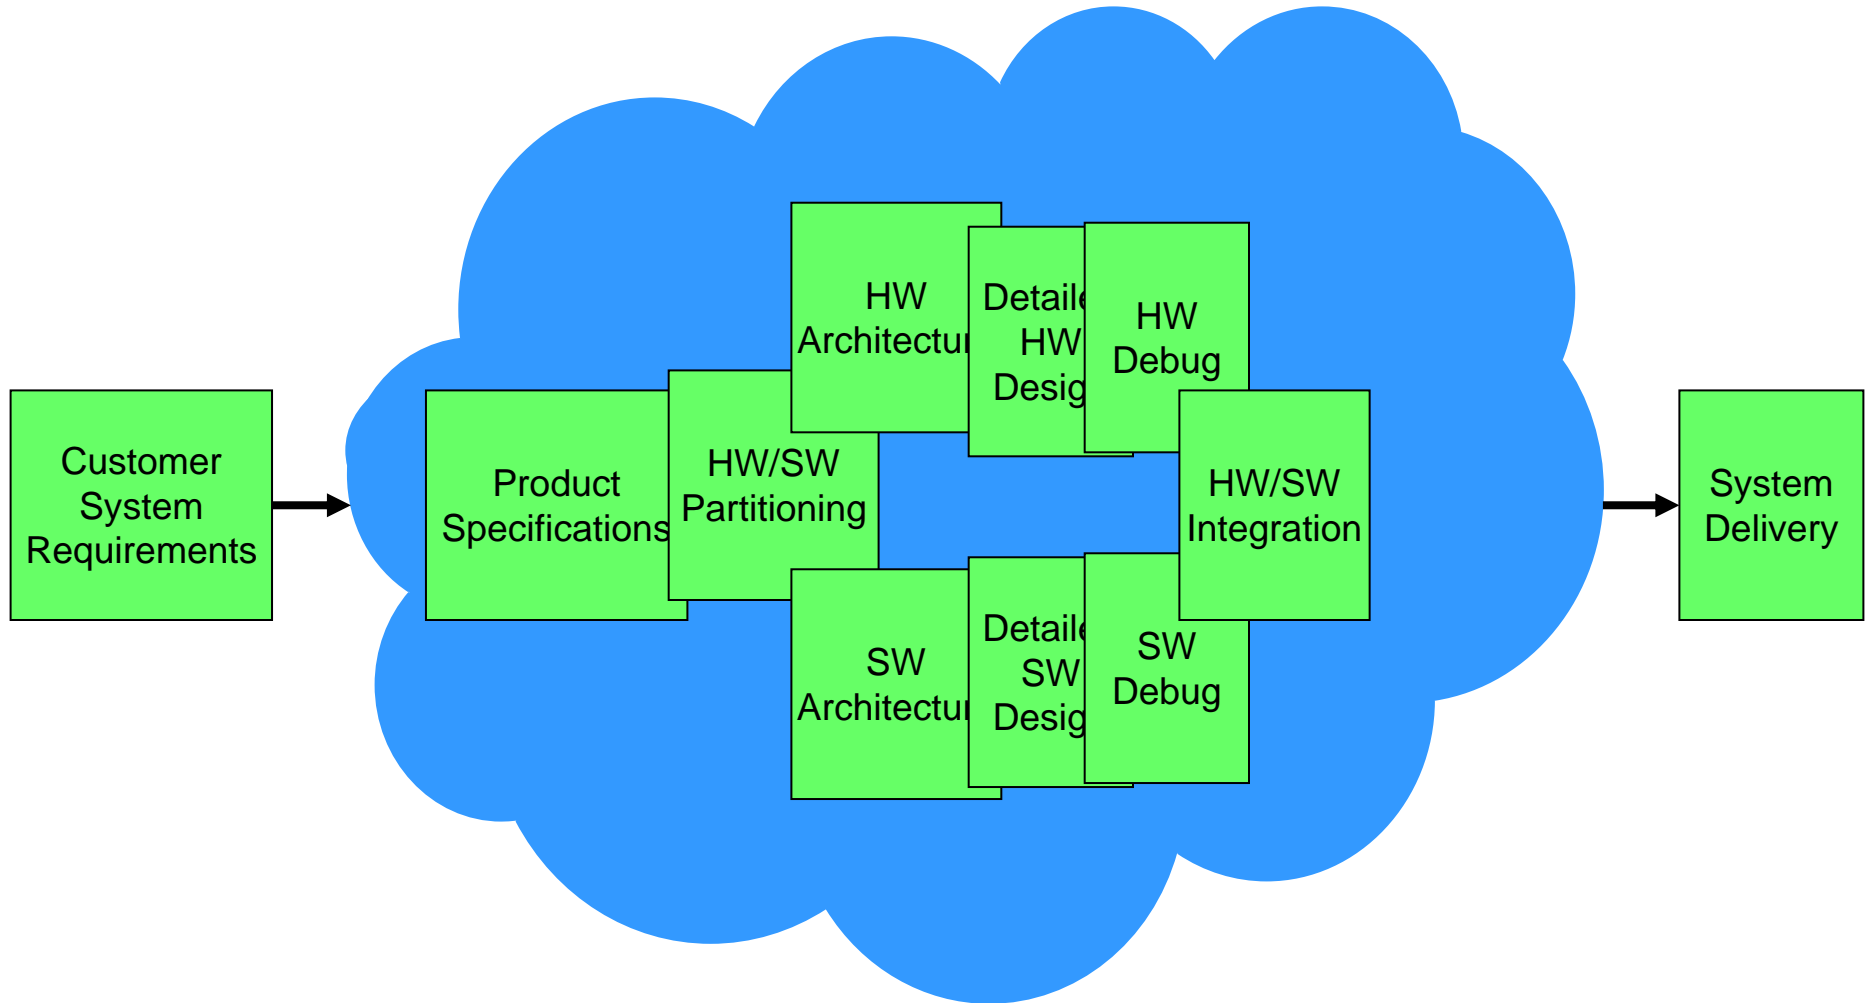 Customer
System
Requirements
Product
Specifications
HW/SW
Partitioning
HW
Architectur
Detaile
HW
Desig
HW
Debug
SW
Architectur
Detaile
SW
Desig
SW
Debug
HW/SW
Integration
System
Delivery